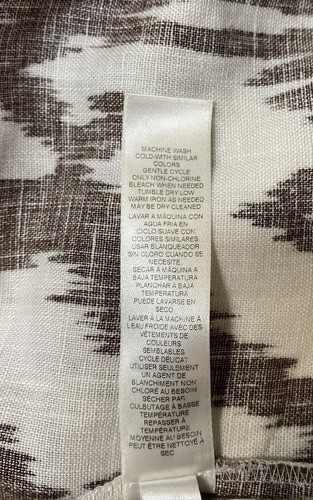 MACHINE WASH
COLD-WITH SIMILAR
COLORS
GENTLE CYCLE
ONLY NON-CHLORINE
BLEACH WHEN NEEDED
TUMBLE DRY LOW
WARM IRON AS NEEDED
MAY BE DRY CLEANED
LAVAR A MÁQUINA CON
AGUA FRIA EN
CICLO SUAVE CON
COLORES SIMILARES
USAR BLANQUEADOR
SIN CLORO CUANDO SE
NECESITE.
SECAR A MÁQUINA A
BAJA TEMPERATURA
PLANCHAR A BAJA
TEMPERATURA
PUEDE LAVARSE EN
SECO
LAVER À LA MACHINE À
L'EAU FROIDE AVEC DES
VÊTEMENTS DE
COULEURS
SEMBLABLES
CYCLE DÉLICAT
UTILISER SEULEMENT
UN AGENT DE
BLANCHIMENT NON
CHLORÉ AU BESOIN
SÉCHER PAR
CULBUTAGE À BASSE
TEMPÉRATURE
REPASSER À
TEMPÉRATURE
MOYENNE AU BESOIN
PEUT ÊTRE NETTOYÉ À
SEC